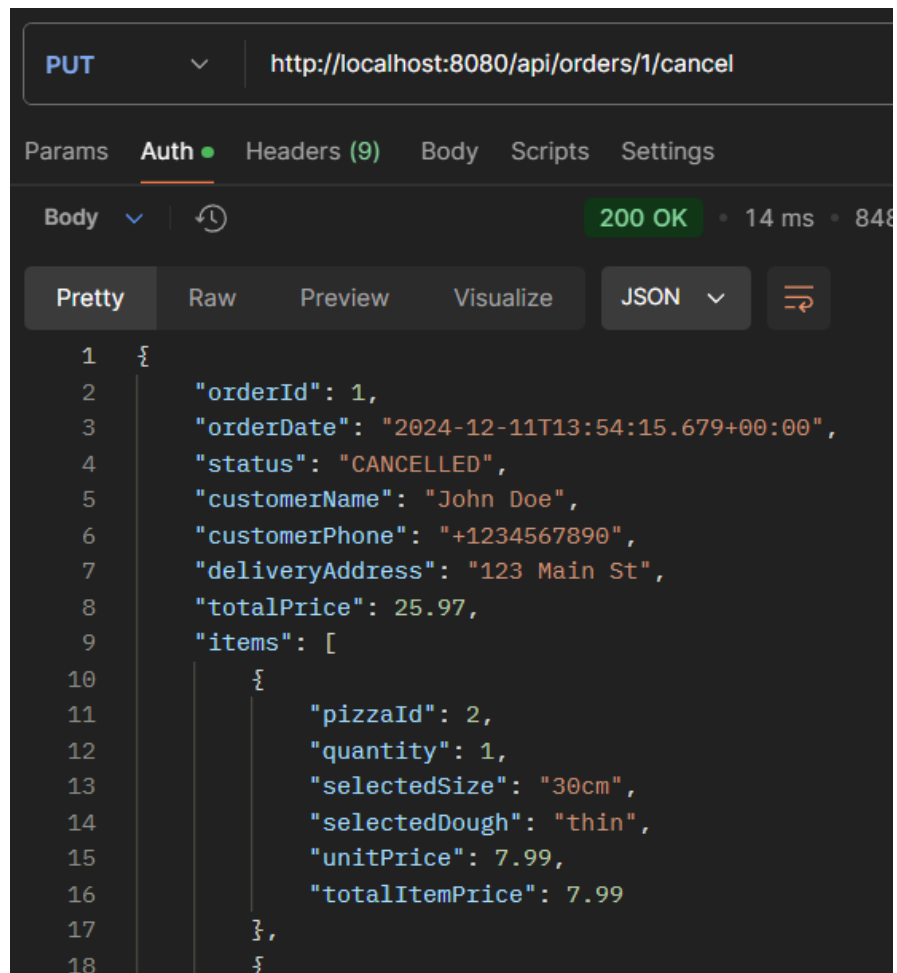 PUT http://localhost:8080/api/orders/1/cancel
Params Auth Headers (9) Body Scripts Settings
Body 200 OK • 14 ms • 848
Pretty Raw Preview Visualize JSON
1 {
2 "orderId": 1,
3 "orderDate": "2024-12-11T13:54:15.679+00:00",
4 "status": "CANCELLED",
5 "customerName": "John Doe",
6 "customerPhone": "+1234567890",
7 "deliveryAddress": "123 Main St",
8 "totalPrice": 25.97,
9 "items": [
10 {
11 "pizzaId": 2,
12 "quantity": 1,
13 "selectedSize": "30cm",
14 "selectedDough": "thin",
15 "unitPrice": 7.99,
16 "totalItemPrice": 7.99
17 },
18 {